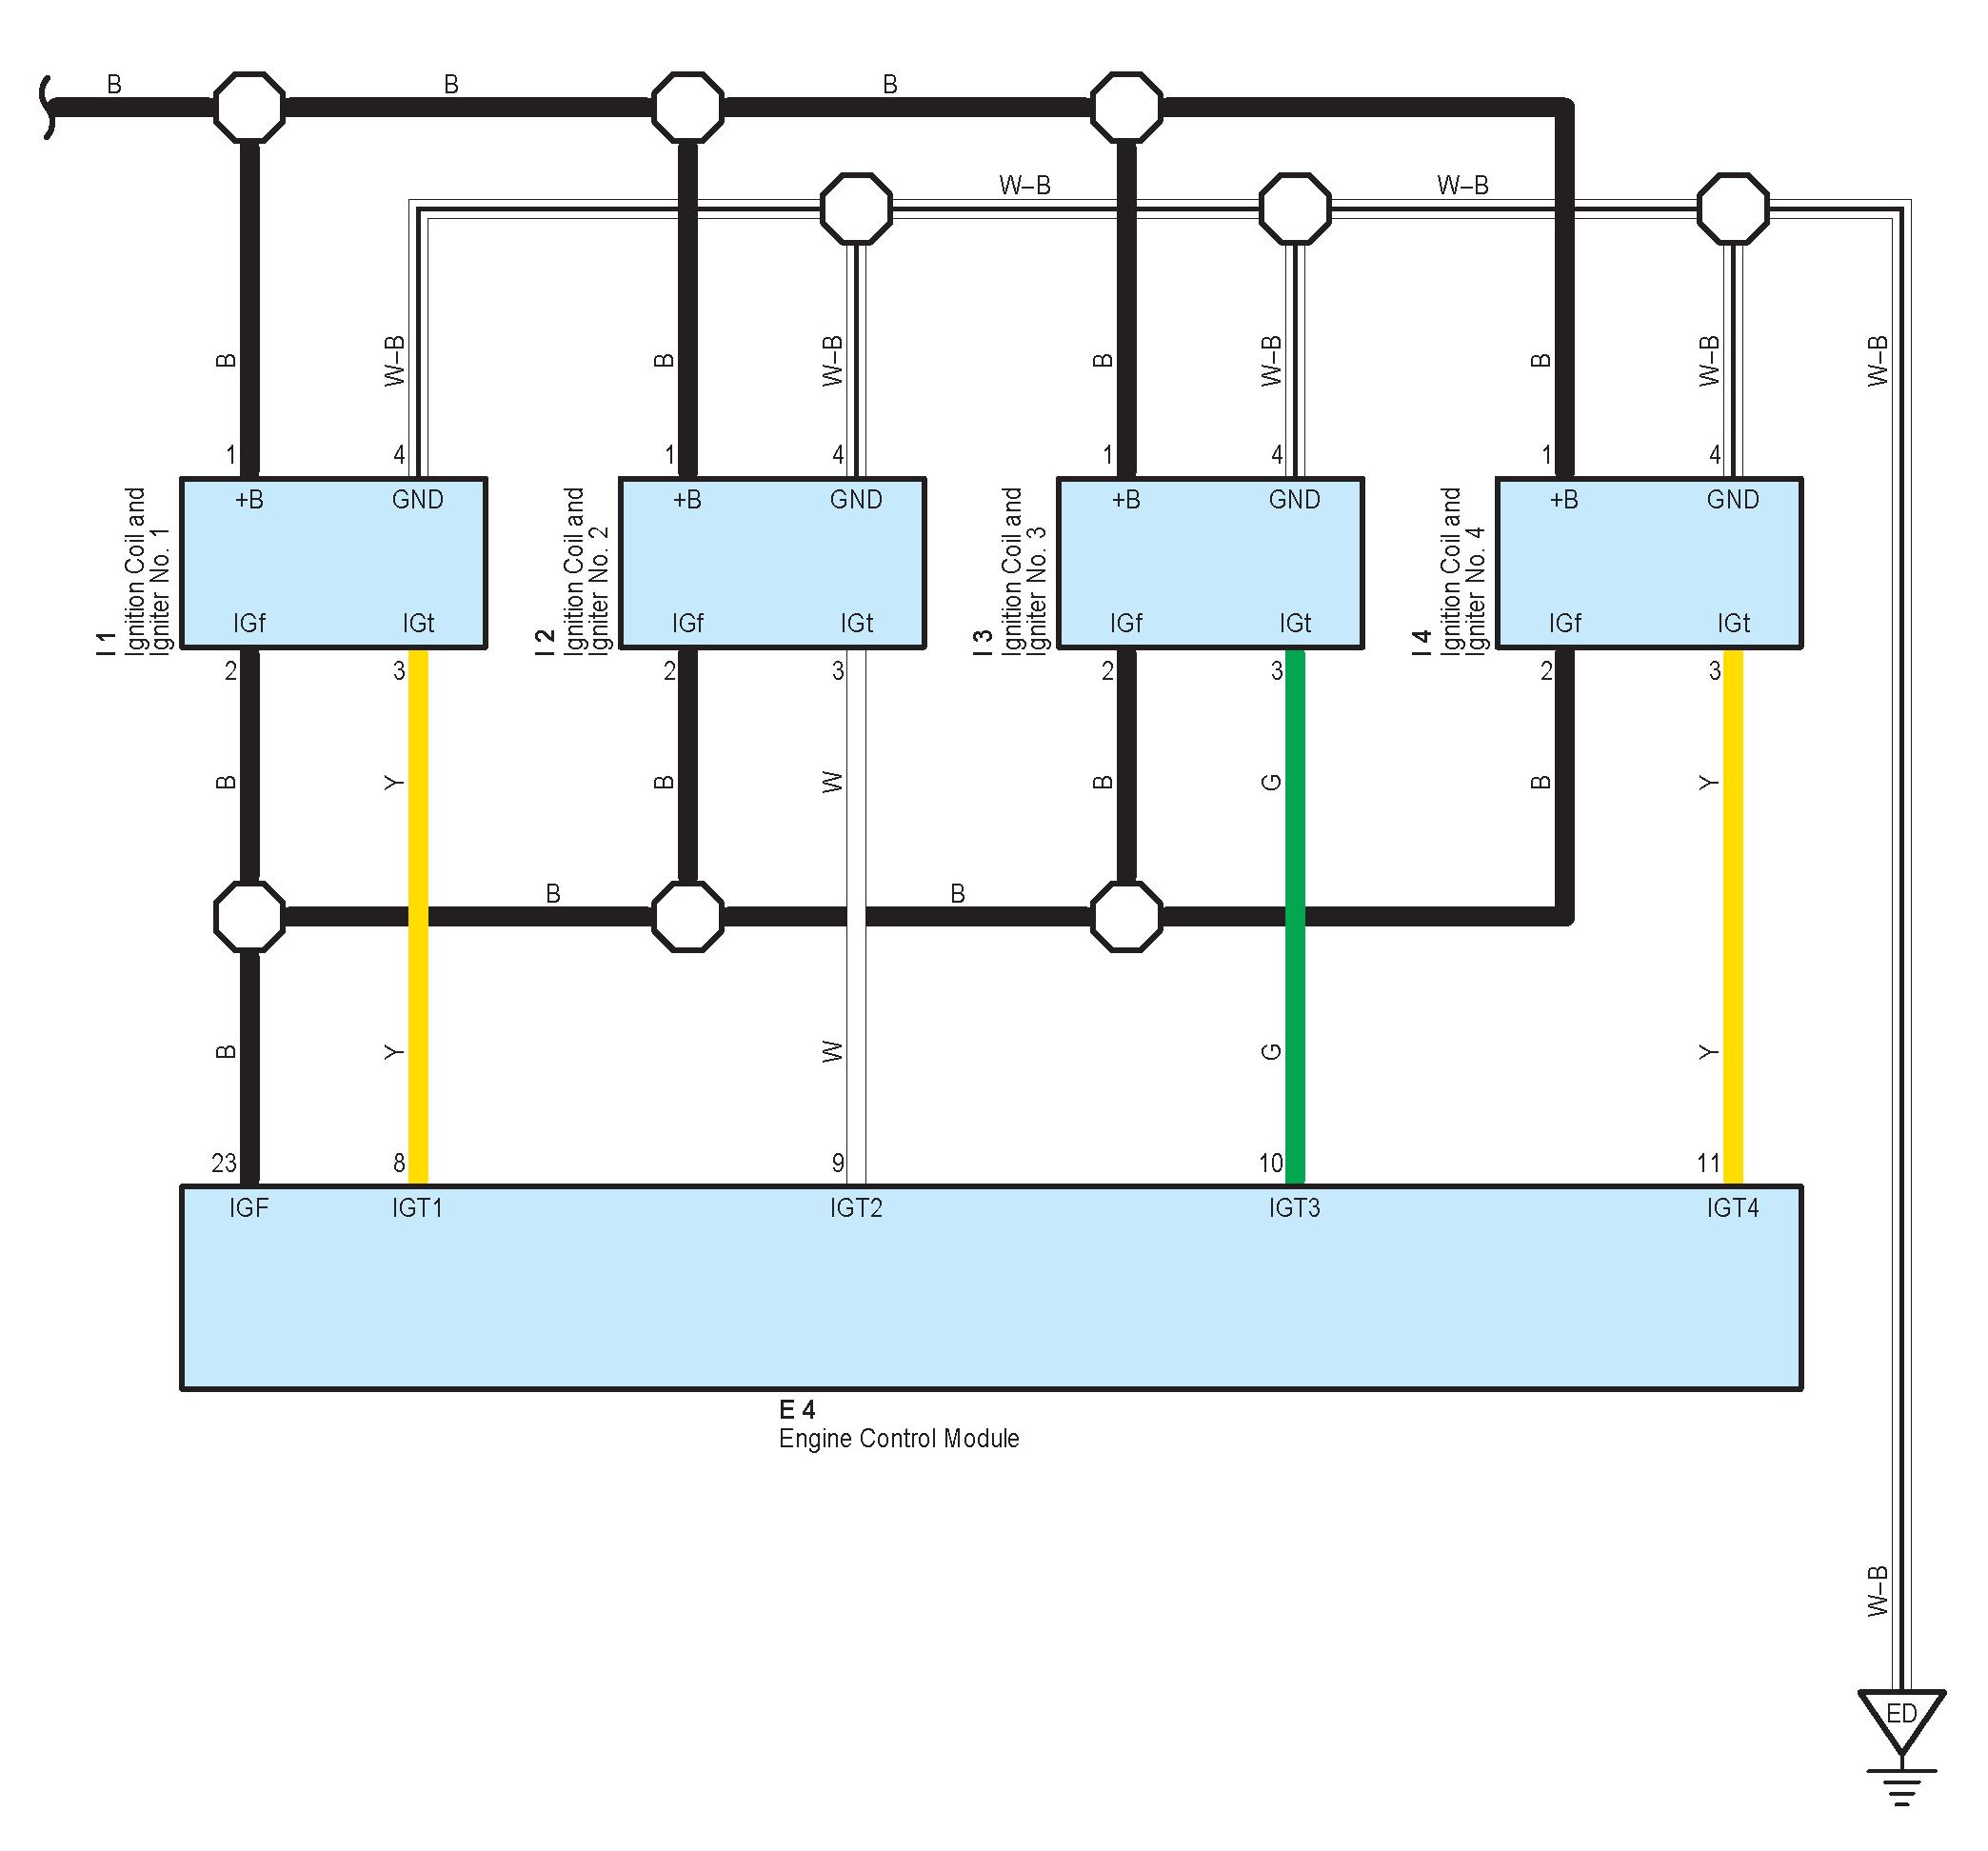 B B B
W–B W–B
B W–B B W–B B W–B B W–B W–B
1 4 1 4 1 4 1 4
+B GND +B GND +B GND +B GND
I 1
Ignition Coil and
Igniter No. 1
I 2
Ignition Coil and
Igniter No. 2
I 3
Ignition Coil and
Igniter No. 3
I 4
Ignition Coil and
Igniter No. 4
IGf IGt IGf IGt IGf IGt IGf IGt
2 3 2 3 2 3 2 3
B Y B W B G B Y
B B
B Y W G Y
23 8 9 10 11
IGF IGT1 IGT2 IGT3 IGT4
E 4
Engine Control Module
W–B
ED